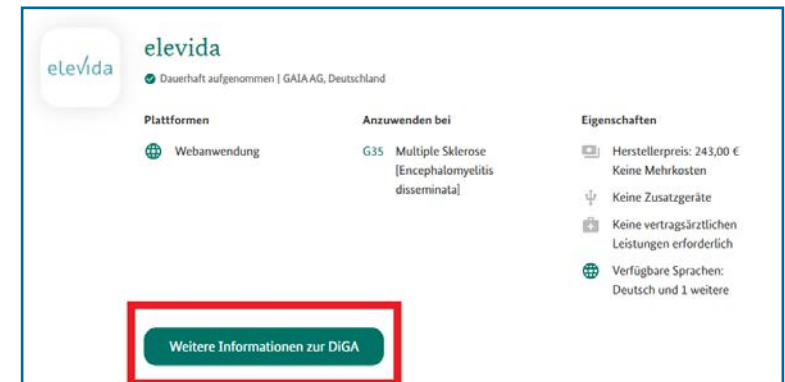 elevida
elevida
Dauerhaft aufgenommen | GAIA AG, Deutschland
Plattformen
Webanwendung
Anzuwenden bei
G35 Multiple Sklerose
[Encephalomyelitis
disseminata]
Eigenschaften
Herstellerpreis: 243,00 €
Keine Mehrkosten
Keine Zusatzgeräte
Keine vertragsärztlichen
Leistungen erforderlich
Verfügbare Sprachen:
Deutsch und 1 weitere
Weitere Informationen zur DiGA